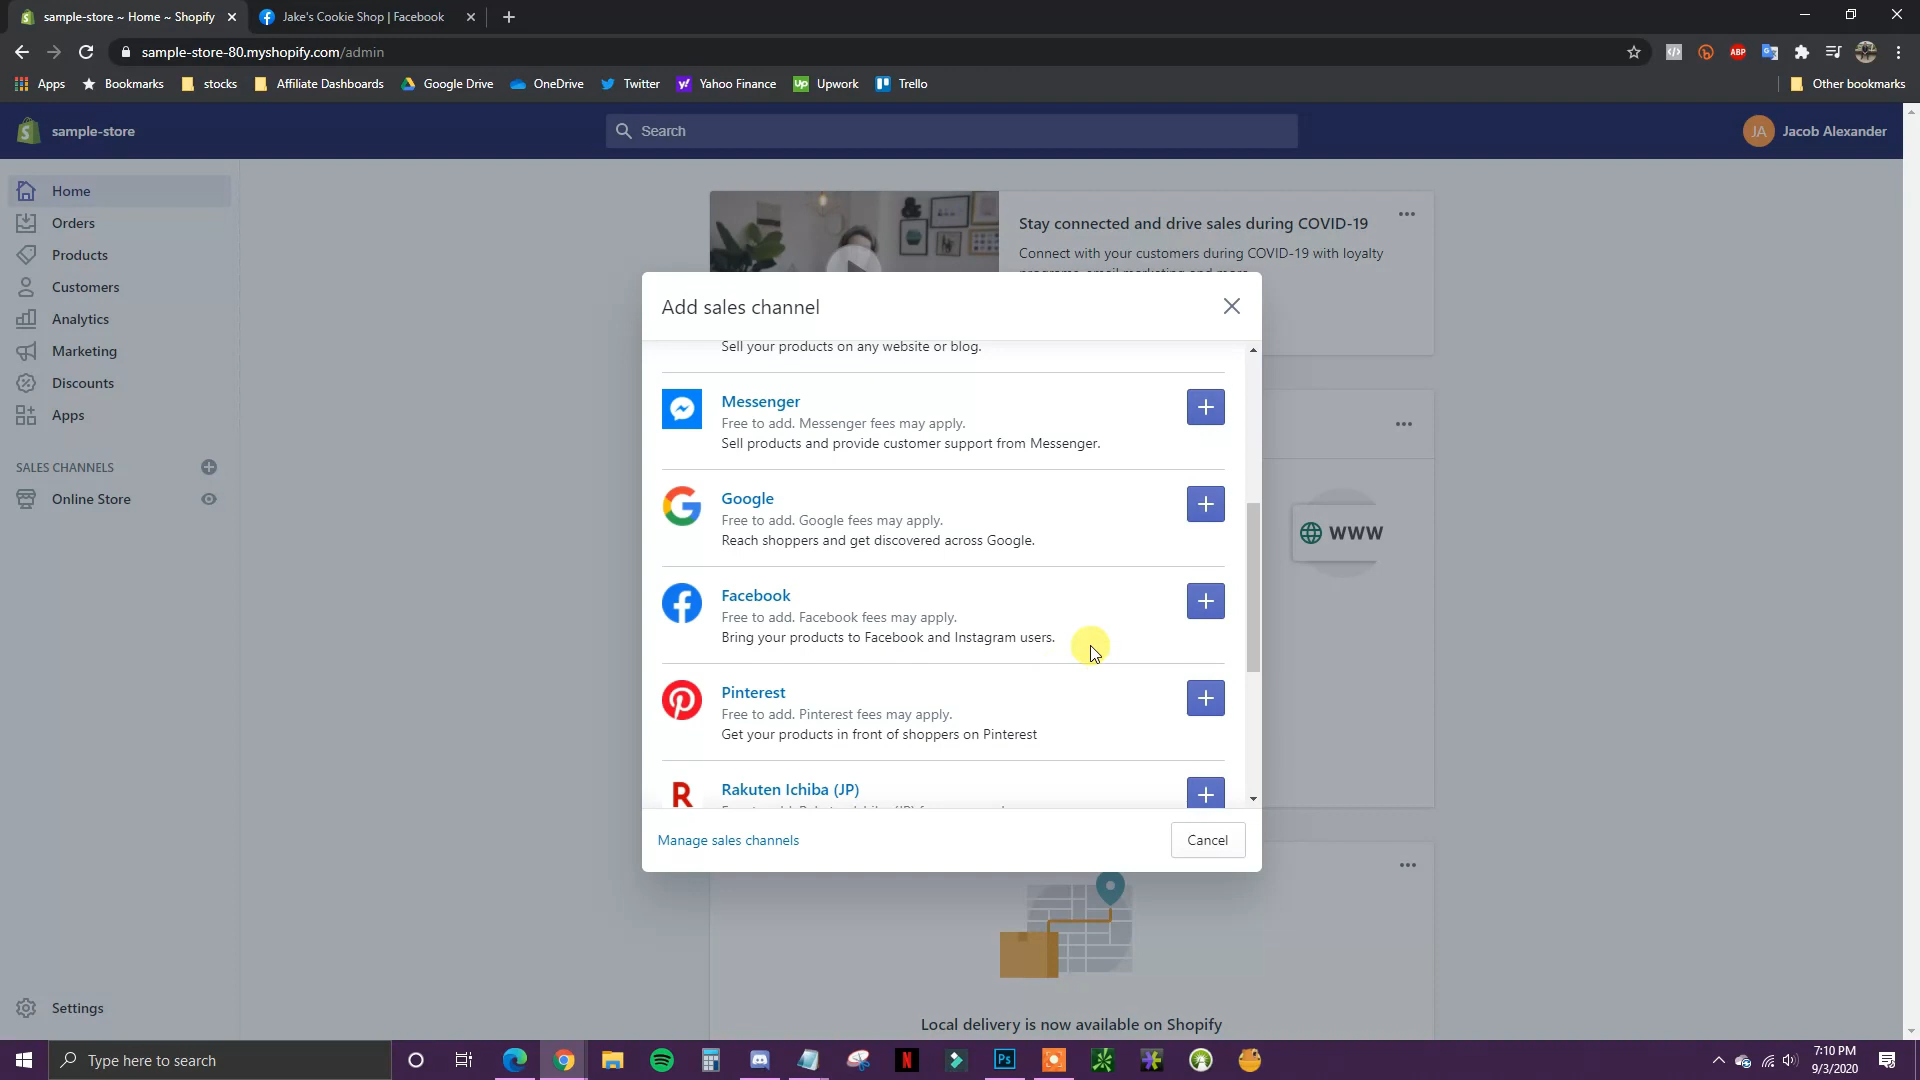 sample-store ~ Home ~ Shopify
Jake's Cookie Shop | Facebook
sample-store-80.myshopify.com/admin
ABP
Apps
Bookmarks
stocks
Affiliate Dashboards
Google Drive
OneDrive
Twitter
Yahoo Finance
Upwork
Trello
Other bookmarks
sample-store
Search
JA
Jacob Alexander
Home
Orders
Products
Customers
Analytics
Marketing
Discounts
Apps
SALES CHANNELS
Online Store
Settings
Stay connected and drive sales during COVID-19
Connect with your customers during COVID-19 with loyalty
Add sales channel
Sell your products on any website or blog.
Messenger
Free to add. Messenger fees may apply.
Sell products and provide customer support from Messenger.
Google
Free to add. Google fees may apply.
Reach shoppers and get discovered across Google.
Facebook
Free to add. Facebook fees may apply.
Bring your products to Facebook and Instagram users.
Pinterest
Free to add. Pinterest fees may apply.
Get your products in front of shoppers on Pinterest
R
Rakuten Ichiba (JP)
Manage sales channels
Cancel
WWW
Local delivery is now available on Shopify
Type here to search
N
Ps
7:10 PM
9/3/2020